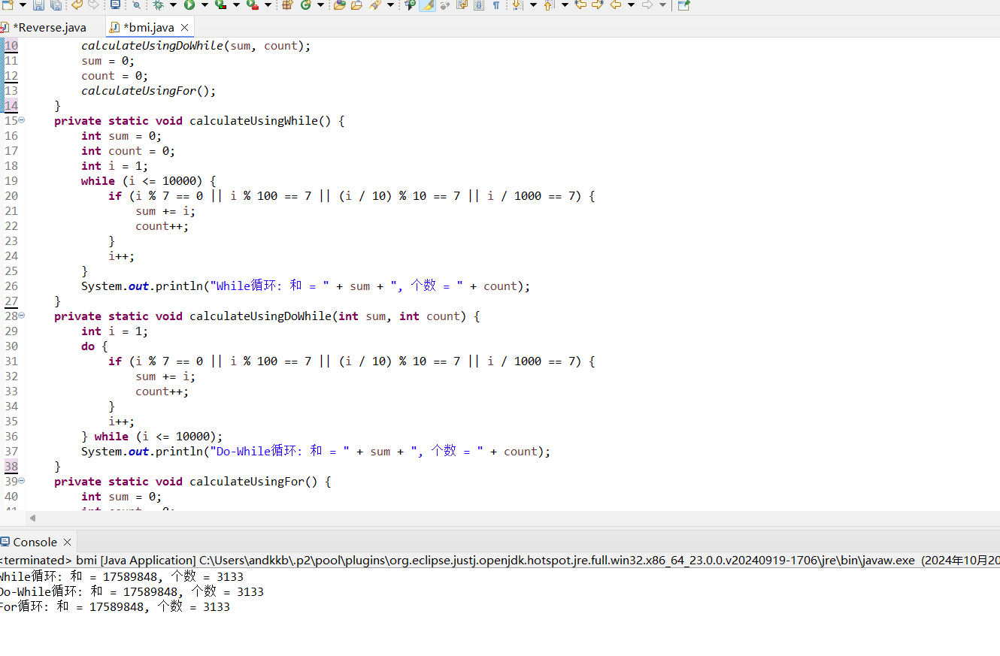 *Reverse.java
*bmi.java
10 calculateUsingDoWhile(sum, count);
11 sum = 0;
12 count = 0;
13 calculateUsingFor();
14 }
15 private static void calculateUsingWhile() {
16 int sum = 0;
17 int count = 0;
18 int i = 1;
19 while (i <= 10000) {
20 if (i % 7 == 0 || i % 100 == 7 || (i / 10) % 10 == 7 || i / 1000 == 7) {
21 sum += i;
22 count++;
23 }
24 i++;
25 }
26 System.out.println("While循环: 和 = " + sum + ", 个数 = " + count);
27 }
28 private static void calculateUsingDoWhile(int sum, int count) {
29 int i = 1;
30 do {
31 if (i % 7 == 0 || i % 100 == 7 || (i / 10) % 10 == 7 || i / 1000 == 7) {
32 sum += i;
33 count++;
34 }
35 i++;
36 } while (i <= 10000);
37 System.out.println("Do-While循环: 和 = " + sum + ", 个数 = " + count);
38 }
39 private static void calculateUsingFor() {
40 int sum = 0;
Console
<terminated> bmi [Java Application] C:\Users\andkkb\.p2\pool\plugins\org.eclipse.justj.openjdk.hotspot.jre.full.win32.x86_64_23.0.0.v20240919-1706\jre\bin\javaw.exe (2024年10月20
While循环: 和 = 17589848, 个数 = 3133
Do-While循环: 和 = 17589848, 个数 = 3133
For循环: 和 = 17589848, 个数 = 3133